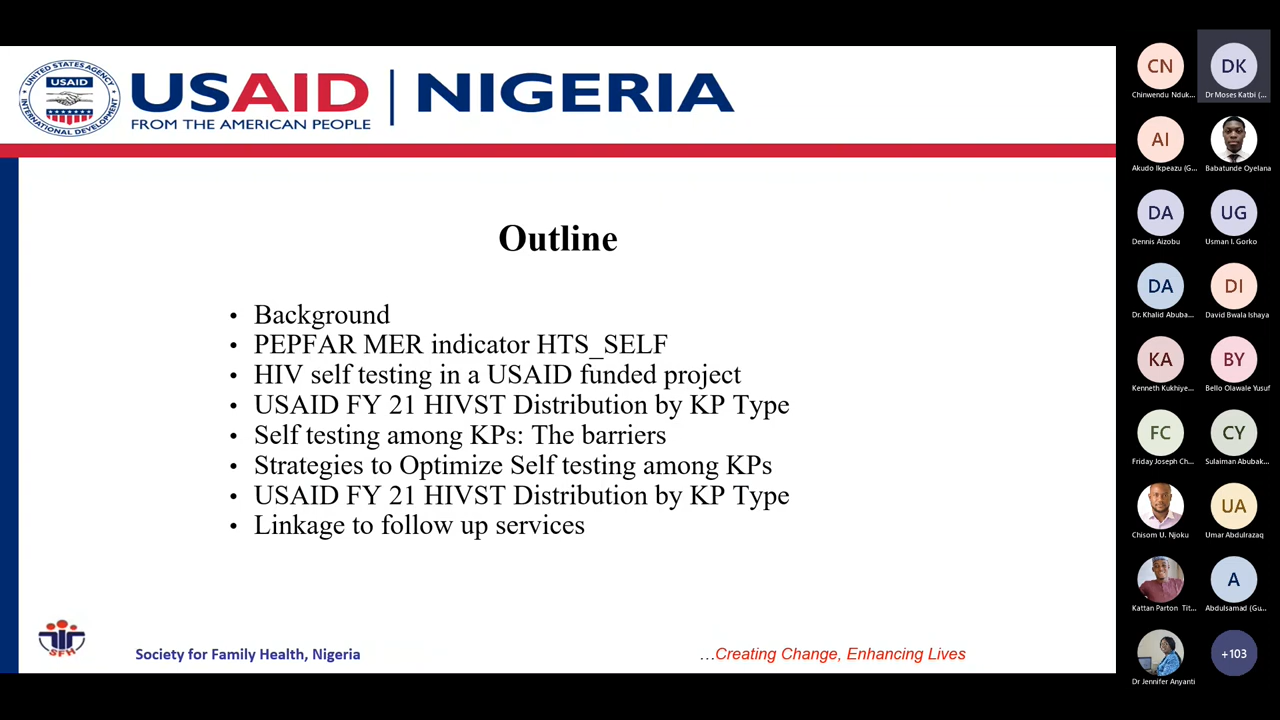 UNITED STATES AGENCY
USAID
INTERNATIONAL DEVELOPMENT
USAID | NIGERIA
FROM THE AMERICAN PEOPLE
Outline
• Background
• PEPFAR MER indicator HTS_SELF
• HIV self testing in a USAID funded project
• USAID FY 21 HIVST Distribution by KP Type
• Self testing among KPs: The barriers
• Strategies to Optimize Self testing among KPs
• USAID FY 21 HIVST Distribution by KP Type
• Linkage to follow up services
SFH
Society for Family Health, Nigeria
...Creating Change, Enhancing Lives
CN
DK
Chinwendu Nduk...
Dr Moses Katbi (...
AI
Akudo Ikpeazu (G...
Babatunde Oyelana
DA
UG
Dennis Aizobu
Usman I. Gorko
DA
DI
Dr. Khalid Abuba...
David Bwala Ishaya
KA
BY
Kenneth Kukhiye...
Bello Olawale Yusuf
FC
CY
Friday Joseph Ch...
Sulaiman Abubak...
UA
Chisom U. Njoku
Umar Abdulrazaq
A
Kattan Parton Tit...
Abdulsamad (Gu...
+103
Dr Jennifer Anyanti